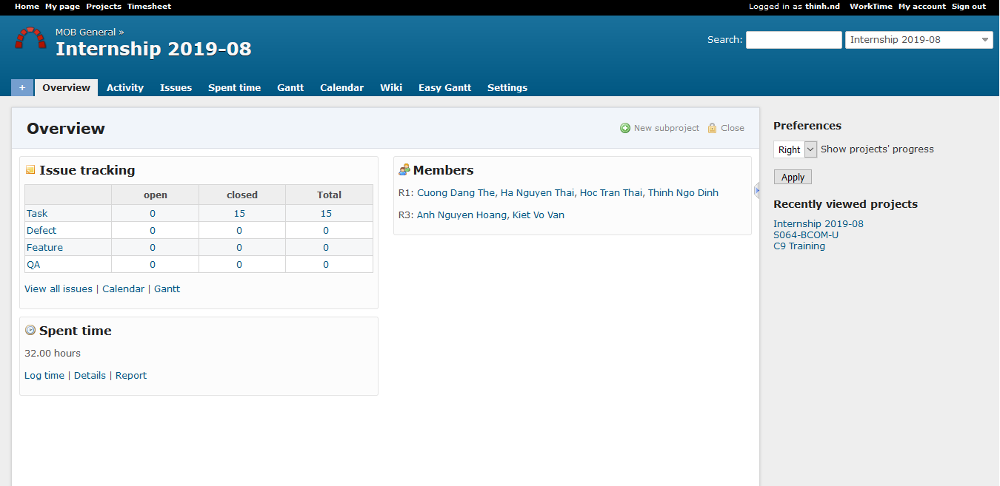 Home My page Projects Timesheet
Logged in as thinh.nd WorkTime My account Sign out
MOB General »
Internship 2019-08
Search:
Internship 2019-08
+ Overview Activity Issues Spent time Gantt Calendar Wiki Easy Gantt Settings
Overview
New subproject Close
Issue tracking
open closed Total
Task 0 15 15
Defect 0 0 0
Feature 0 0 0
QA 0 0 0
View all issues | Calendar | Gantt
Spent time
32.00 hours
Log time | Details | Report
Members
R1: Cuong Dang The, Ha Nguyen Thai, Hoc Tran Thai, Thinh Ngo Dinh
R3: Anh Nguyen Hoang, Kiet Vo Van
Preferences
Right Show projects' progress
Apply
Recently viewed projects
Internship 2019-08
S064-BCOM-U
C9 Training